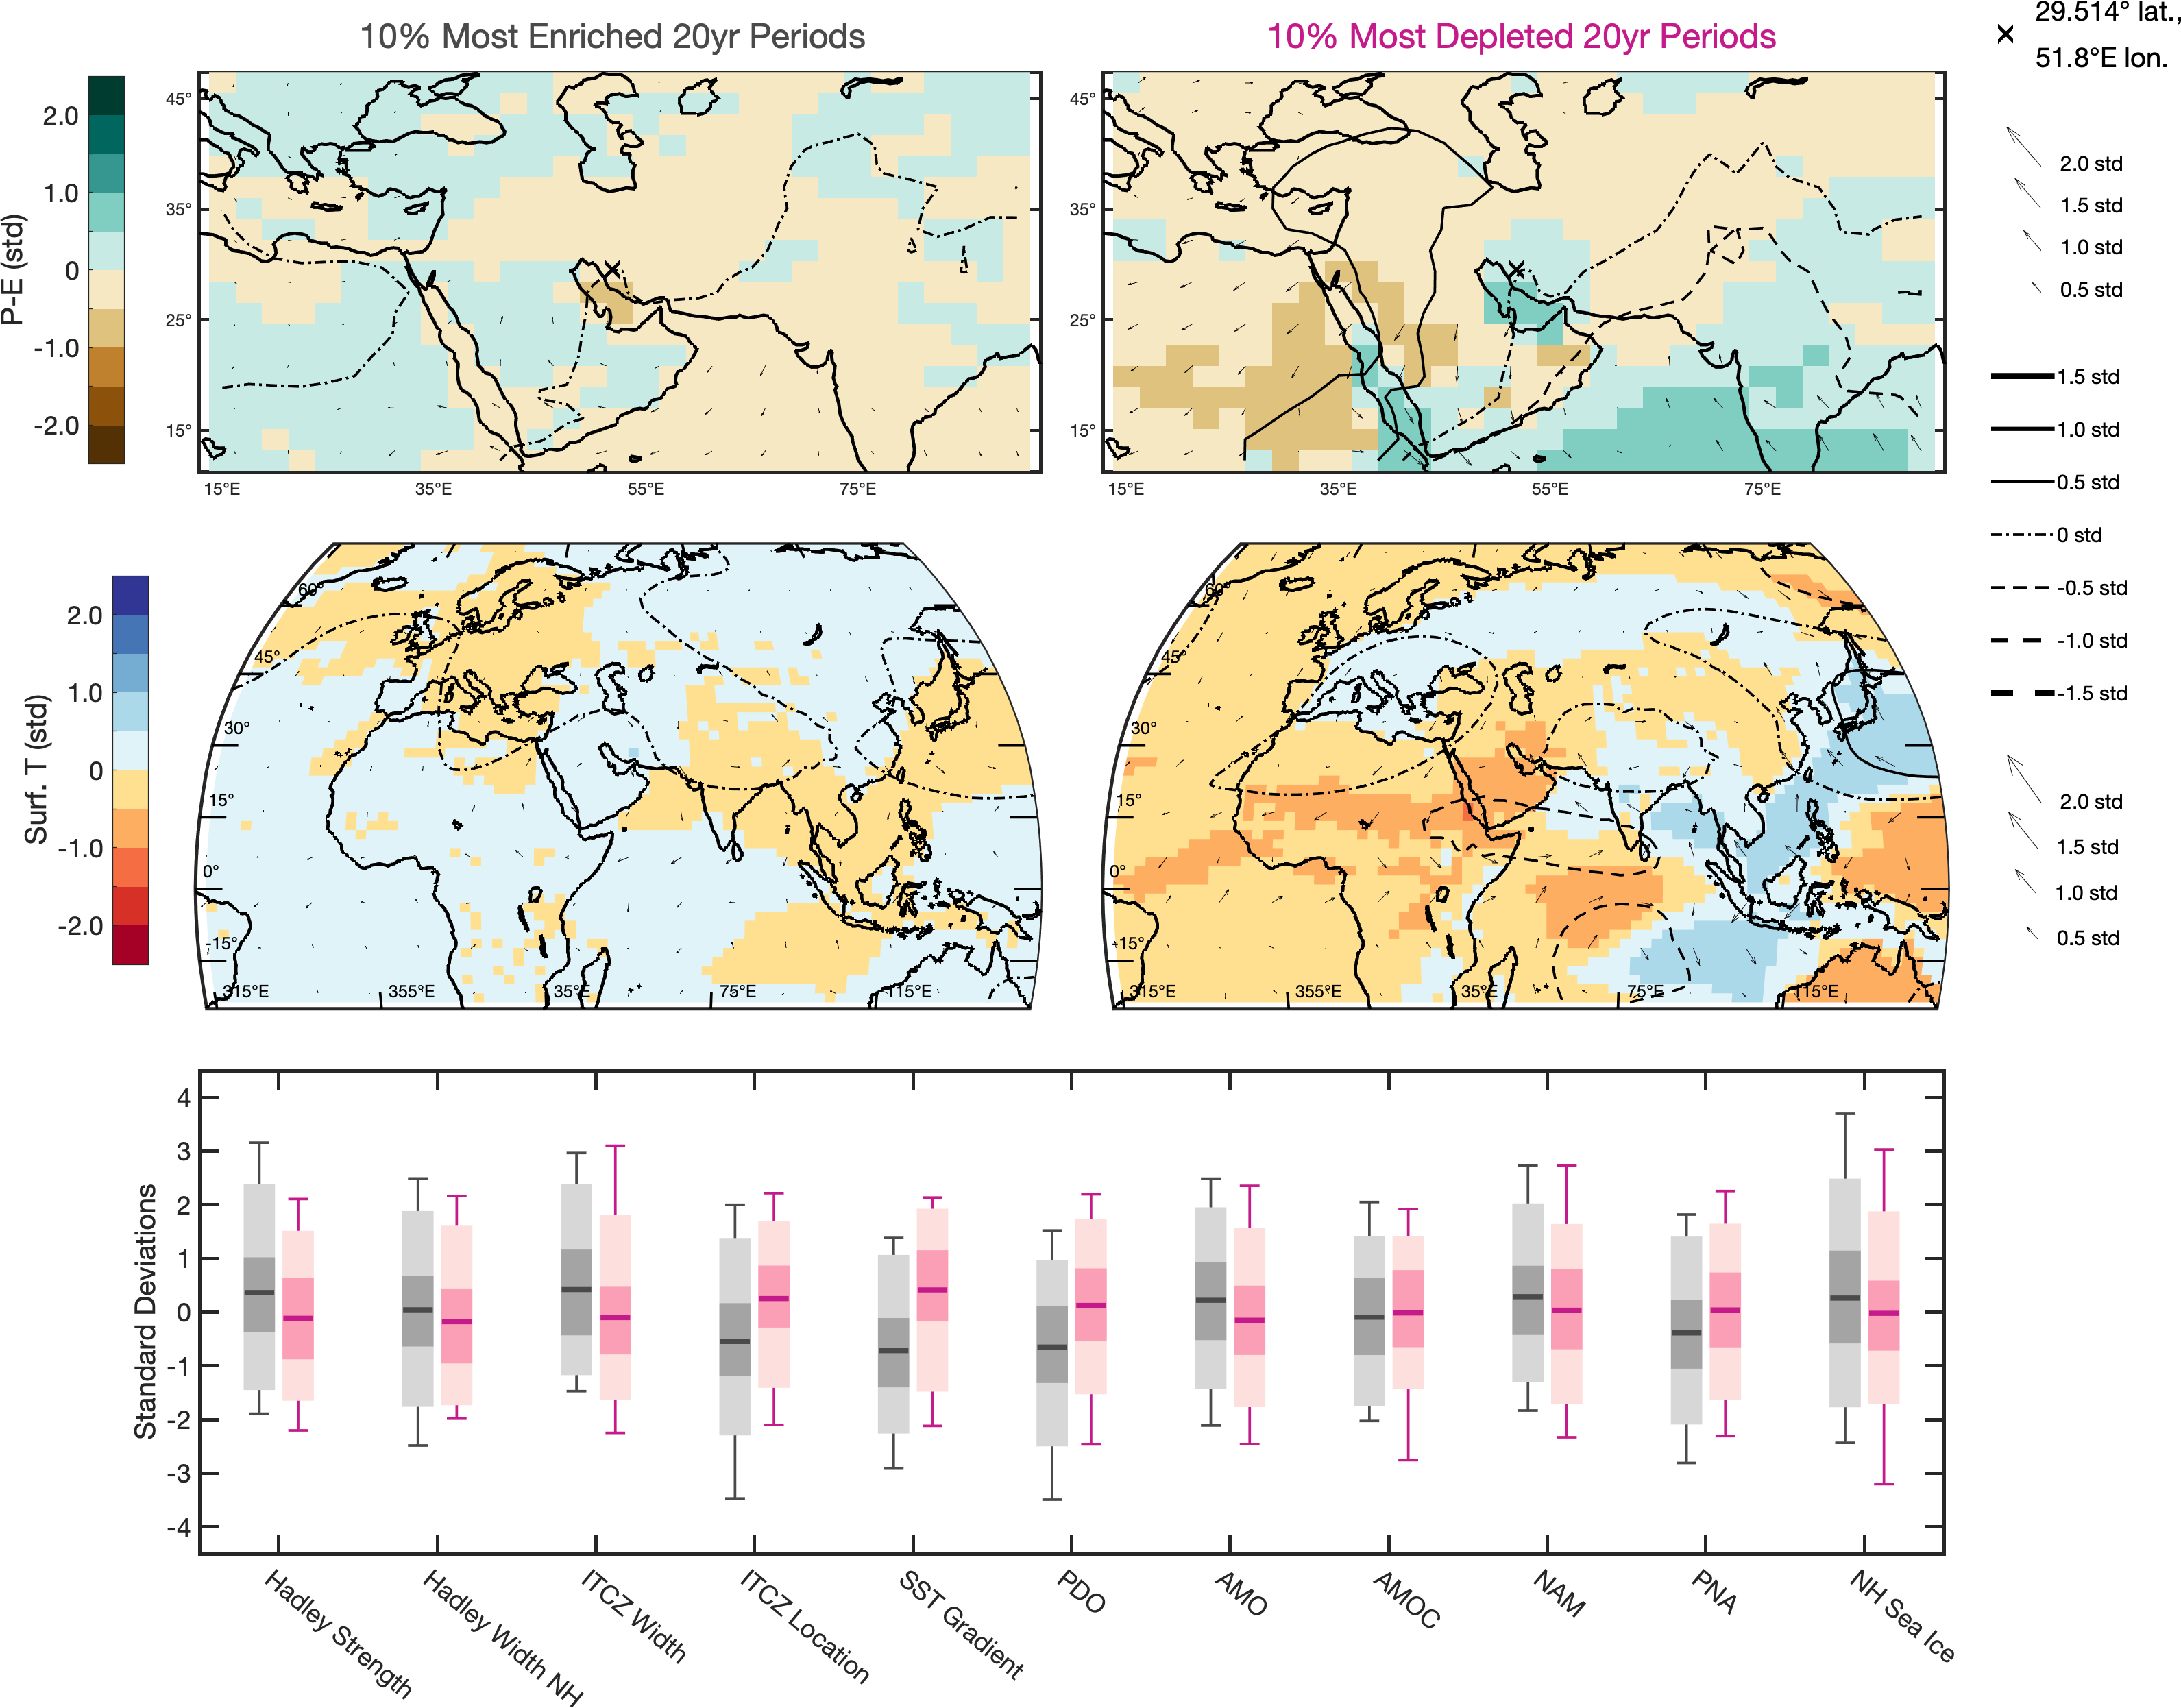 10% Most Enriched 20yr Periods
10% Most Depleted 20yr Periods
29.514° lat.,
51.8°E lon.
P-E (std)
2.0
1.0
0
-1.0
-2.0
45°
35°
25°
15°
15°E
35°E
55°E
75°E
45°
35°
25°
15°
15°E
35°E
55°E
75°E
2.0 std
1.5 std
1.0 std
0.5 std
1.5 std
1.0 std
0.5 std
0 std
-0.5 std
-1.0 std
-1.5 std
Surf. T (std)
2.0
1.0
0
-1.0
-2.0
60°
45°
30°
15°
0°
-15°
315°E
355°E
35°E
75°E
115°E
60°
45°
30°
15°
0°
-15°
315°E
355°E
35°E
75°E
115°E
2.0 std
1.5 std
1.0 std
0.5 std
Standard Deviations
4
3
2
1
0
-1
-2
-3
-4
Hadley Strength
Hadley Width NH
ITCZ Width
ITCZ Location
SST Gradient
PDO
AMO
AMOC
NAM
PNA
NH Sea Ice